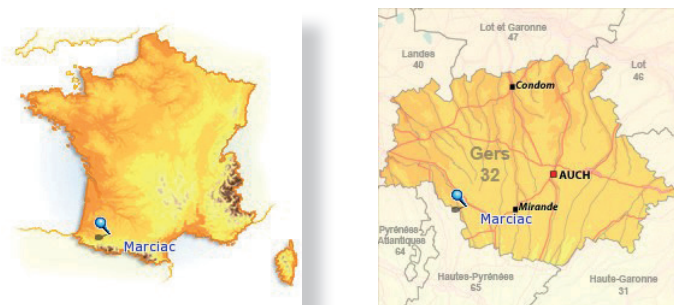 Marciac
Lot et Garonne
47
Landes
40
Lot
46
Condom
Gers
32
AUCH
Mirande
Marciac
Pyrénées-
Atlantiques
64
Hautes-Pyrénées
65
Haute-Garonne
31